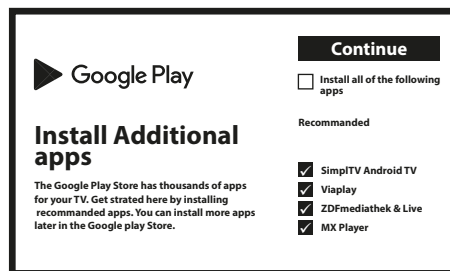 Google Play
Install Additional
apps
The Google Play Store has thousands of apps
for your TV. Get strated here by installing
recommanded apps. You can install more apps
later in the Google play Store.
Continue
Install all of the following
apps
Recommanded
SimplTV Android TV
Viaplay
ZDFmediathek & Live
MX Player